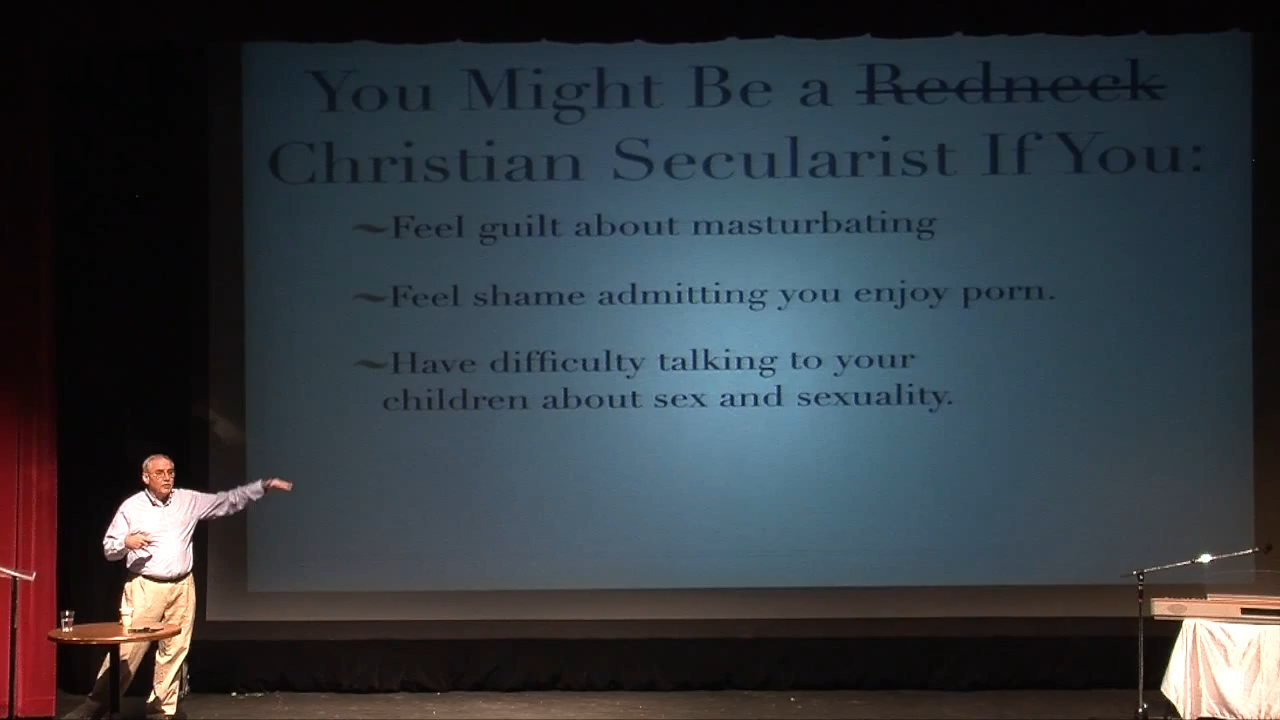 You Might Be a Redneck
Christian Secularist If You:
~Feel guilt about masturbating
~Feel shame admitting you enjoy porn.
~Have difficulty talking to your
children about sex and sexuality.